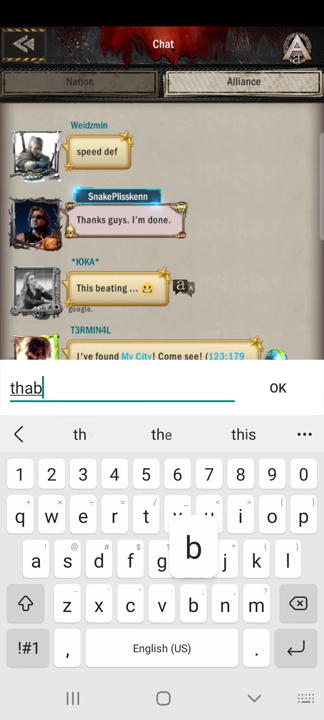 Chat
Nation
Alliance
Weidzmin
speed def
SnakePlisskenn
Thanks guys. I'm done.
*ЮКА*
This beating ... 😀
google.
T3RMIN4L
I've found My City! Come see! (123:179
thab
OK
th
the
this
1 2 3 4 5 6 7 8 9 0
q w e r t y u i o p
a s d f g j k l
b
z x c v b n m
!#1 , English (US) .